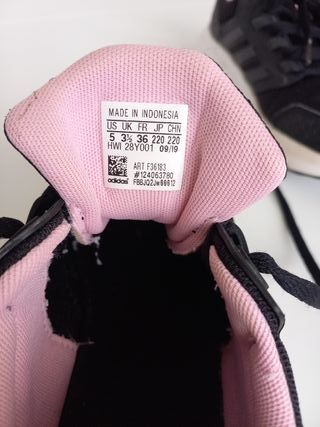 MADE IN INDONESIA
US UK FR JP CHN
5 3½ 36 220 220
HWI 28Y001 09/19
ART F36183
#124063780
adidas FBBJQ2Jw99812